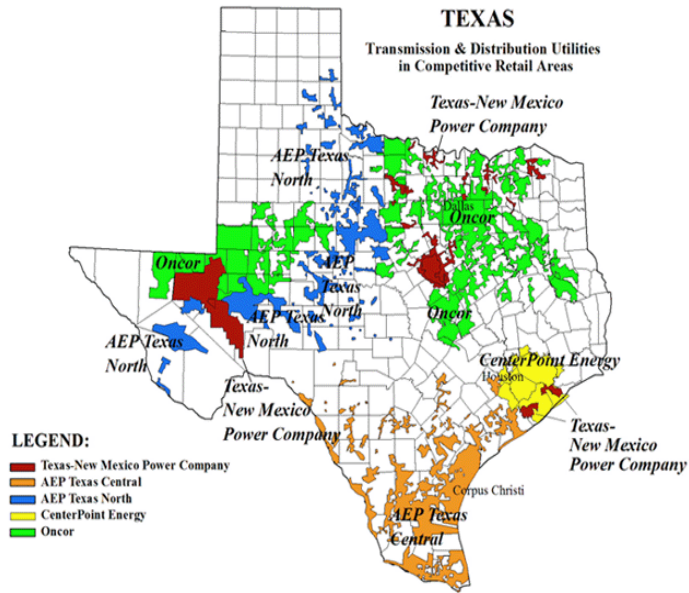 TEXAS
Transmission & Distribution Utilities
in Competitive Retail Areas
Texas-New Mexico
Power Company
AEP Texas
North
Dallas
Oncor
Oncor
AEP
Texas
North
AEP Texas
North
AEP Texas
North
Oncor
CenterPoint Energy
Houston
Texas-
New Mexico
Power Company
Texas-
New Mexico
Power Company
Corpus Christi
AEP Texas
Central
LEGEND:
Texas-New Mexico Power Company
AEP Texas Central
AEP Texas North
CenterPoint Energy
Oncor